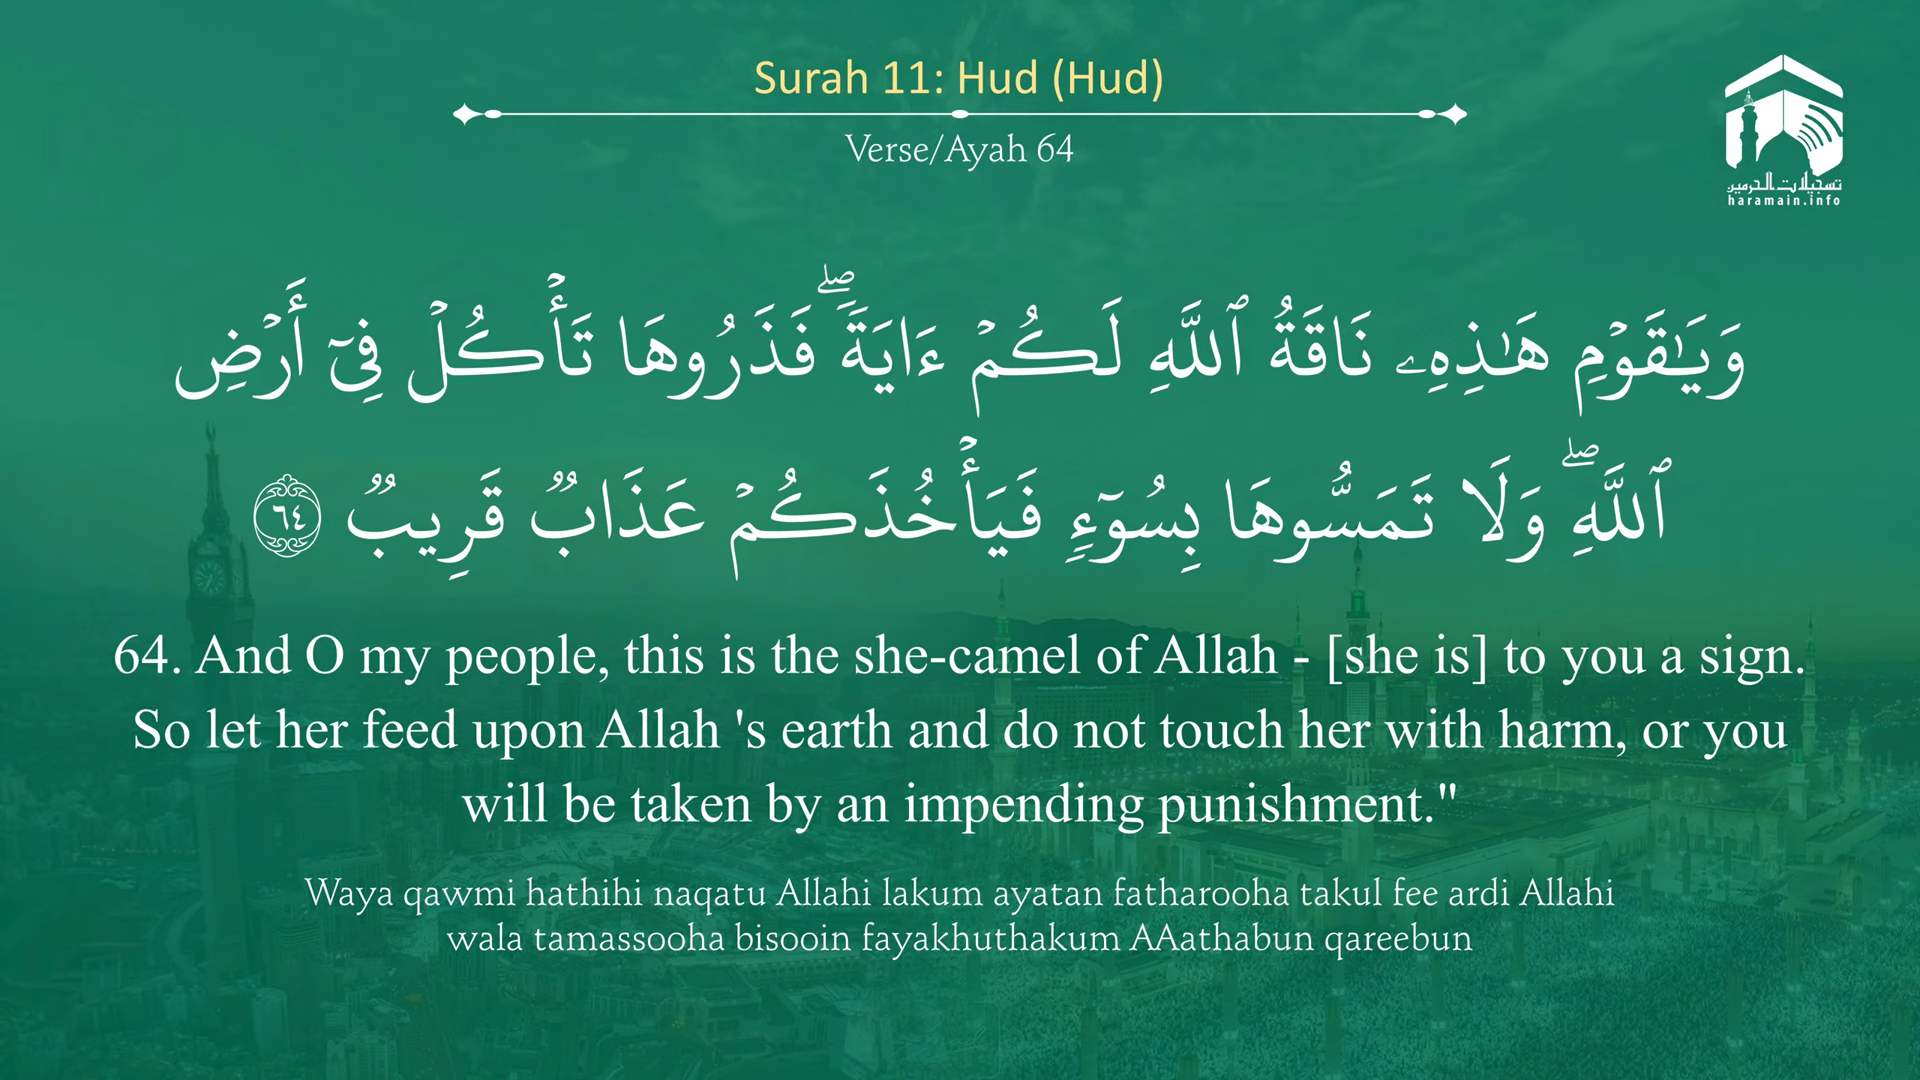 Surah 11: Hud (Hud)
Verse/Ayah 64
تسجيلات الحرمين
haramain.info
وَيَٰقَوْمِ هَٰذِهِۦ نَاقَةُ ٱللَّهِ لَكُمْ ءَايَةًۖ فَذَرُوهَا تَأْكُلْ فِىٓ أَرْضِ
ٱللَّهِۖ وَلَا تَمَسُّوهَا بِسُوٓءٍ فَيَأْخُذَكُمْ عَذَابٌ قَرِيبٌ ٦٤
64. And O my people, this is the she-camel of Allah - [she is] to you a sign.
So let her feed upon Allah 's earth and do not touch her with harm, or you
will be taken by an impending punishment."
Waya qawmi hathihi naqatu Allahi lakum ayatan fatharooha takul fee ardi Allahi
wala tamassooha bisooin fayakhuthakum AAathabun qareebun